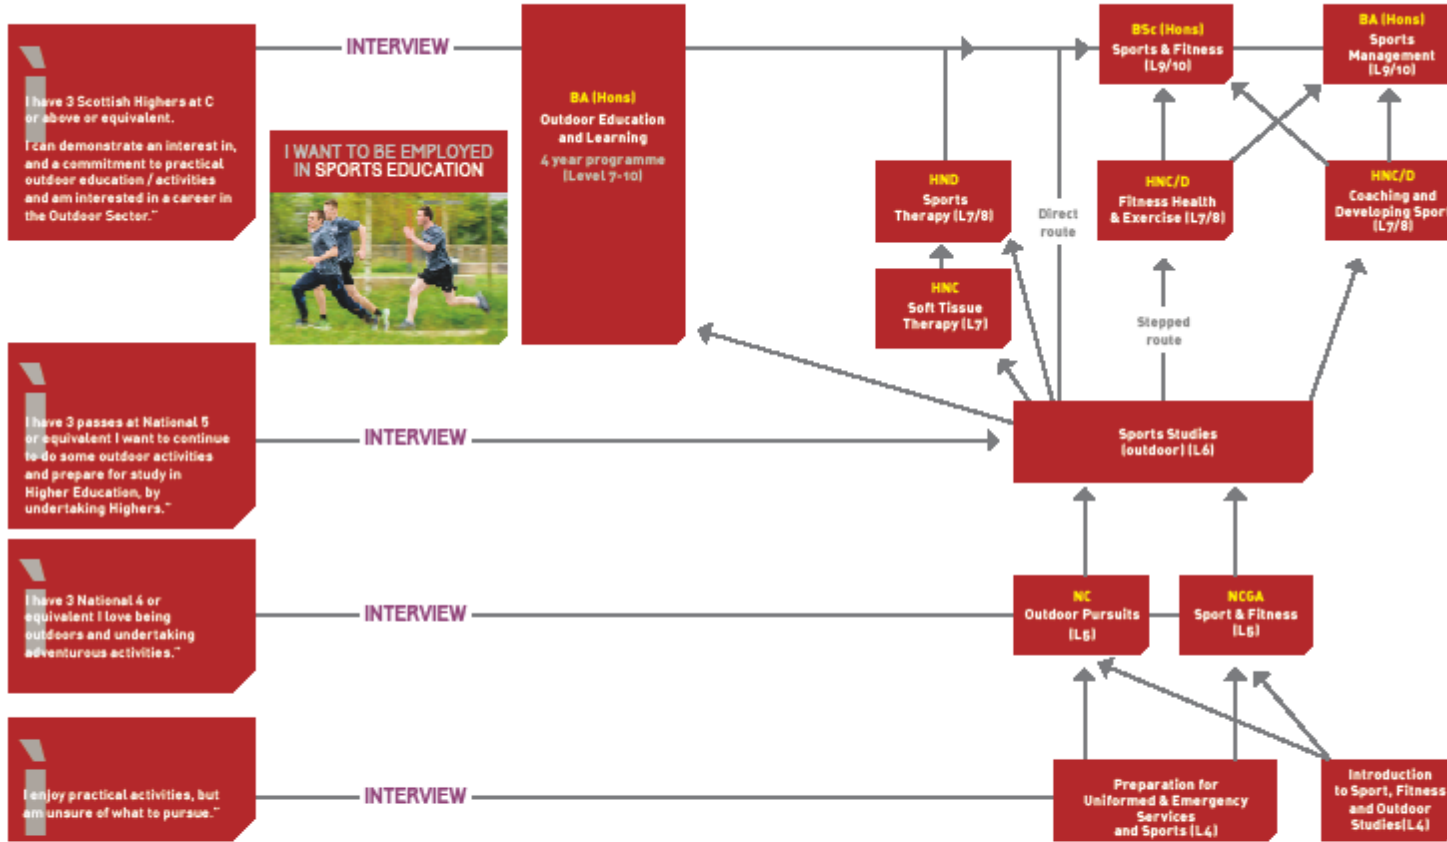 I have 3 Scottish Highers at C
or above or equivalent.
I can demonstrate an interest in,
and a commitment to practical
outdoor education / activities
and am interested in a career in
the Outdoor Sector.”
INTERVIEW
I WANT TO BE EMPLOYED
IN SPORTS EDUCATION
BA (Hons)
Outdoor Education
and Learning
4 year programme
(Level 7-10)
BSc (Hons)
Sports & Fitness
(L9/10)
BA (Hons)
Sports
Management
(L9/10)
HND
Sports
Therapy (L7/8)
Direct
route
HNC/D
Fitness Health
& Exercise (L7/8)
HNC/D
Coaching and
Developing Sport
(L7/8)
HNC
Soft Tissue
Therapy (L7)
Stepped
route
I have 3 passes at National 5
or equivalent I want to continue
to do some outdoor activities
and prepare for study in
Higher Education, by
undertaking Highers.”
INTERVIEW
Sports Studies
(outdoor) (L6)
I have 3 National 4 or
equivalent I love being
outdoors and undertaking
adventurous activities.”
INTERVIEW
NC
Outdoor Pursuits
(L5)
NCGA
Sport & Fitness
(L5)
I enjoy practical activities, but
am unsure of what to pursue.”
INTERVIEW
Preparation for
Uniformed & Emergency
Services
and Sports (L4)
Introduction
to Sport, Fitness
and Outdoor
Studies(L4)